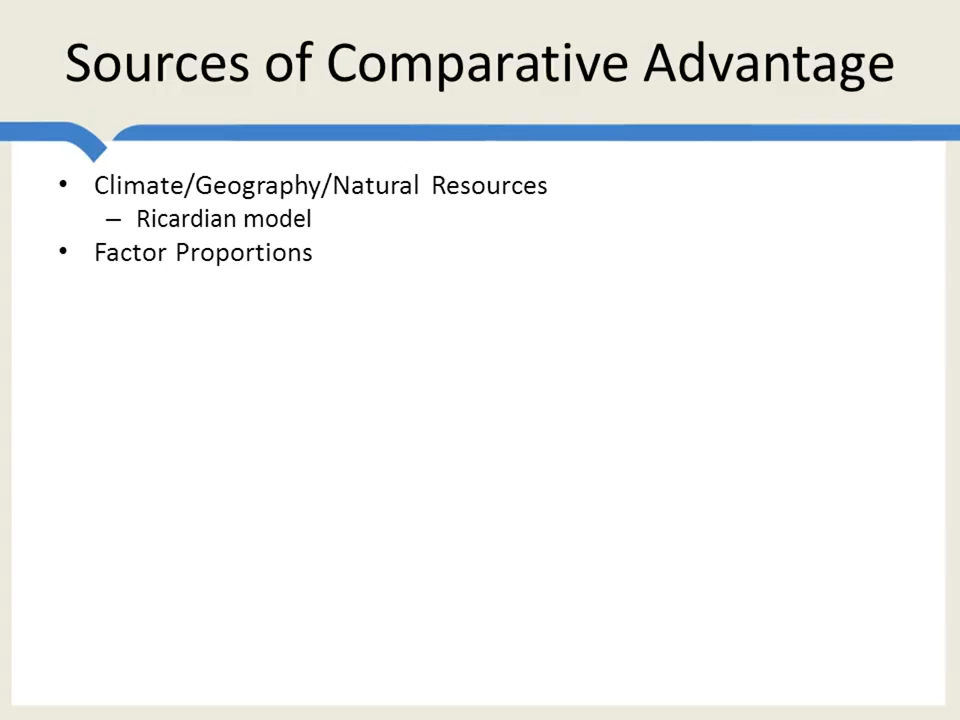 Sources of Comparative Advantage
• Climate/Geography/Natural Resources
– Ricardian model
• Factor Proportions